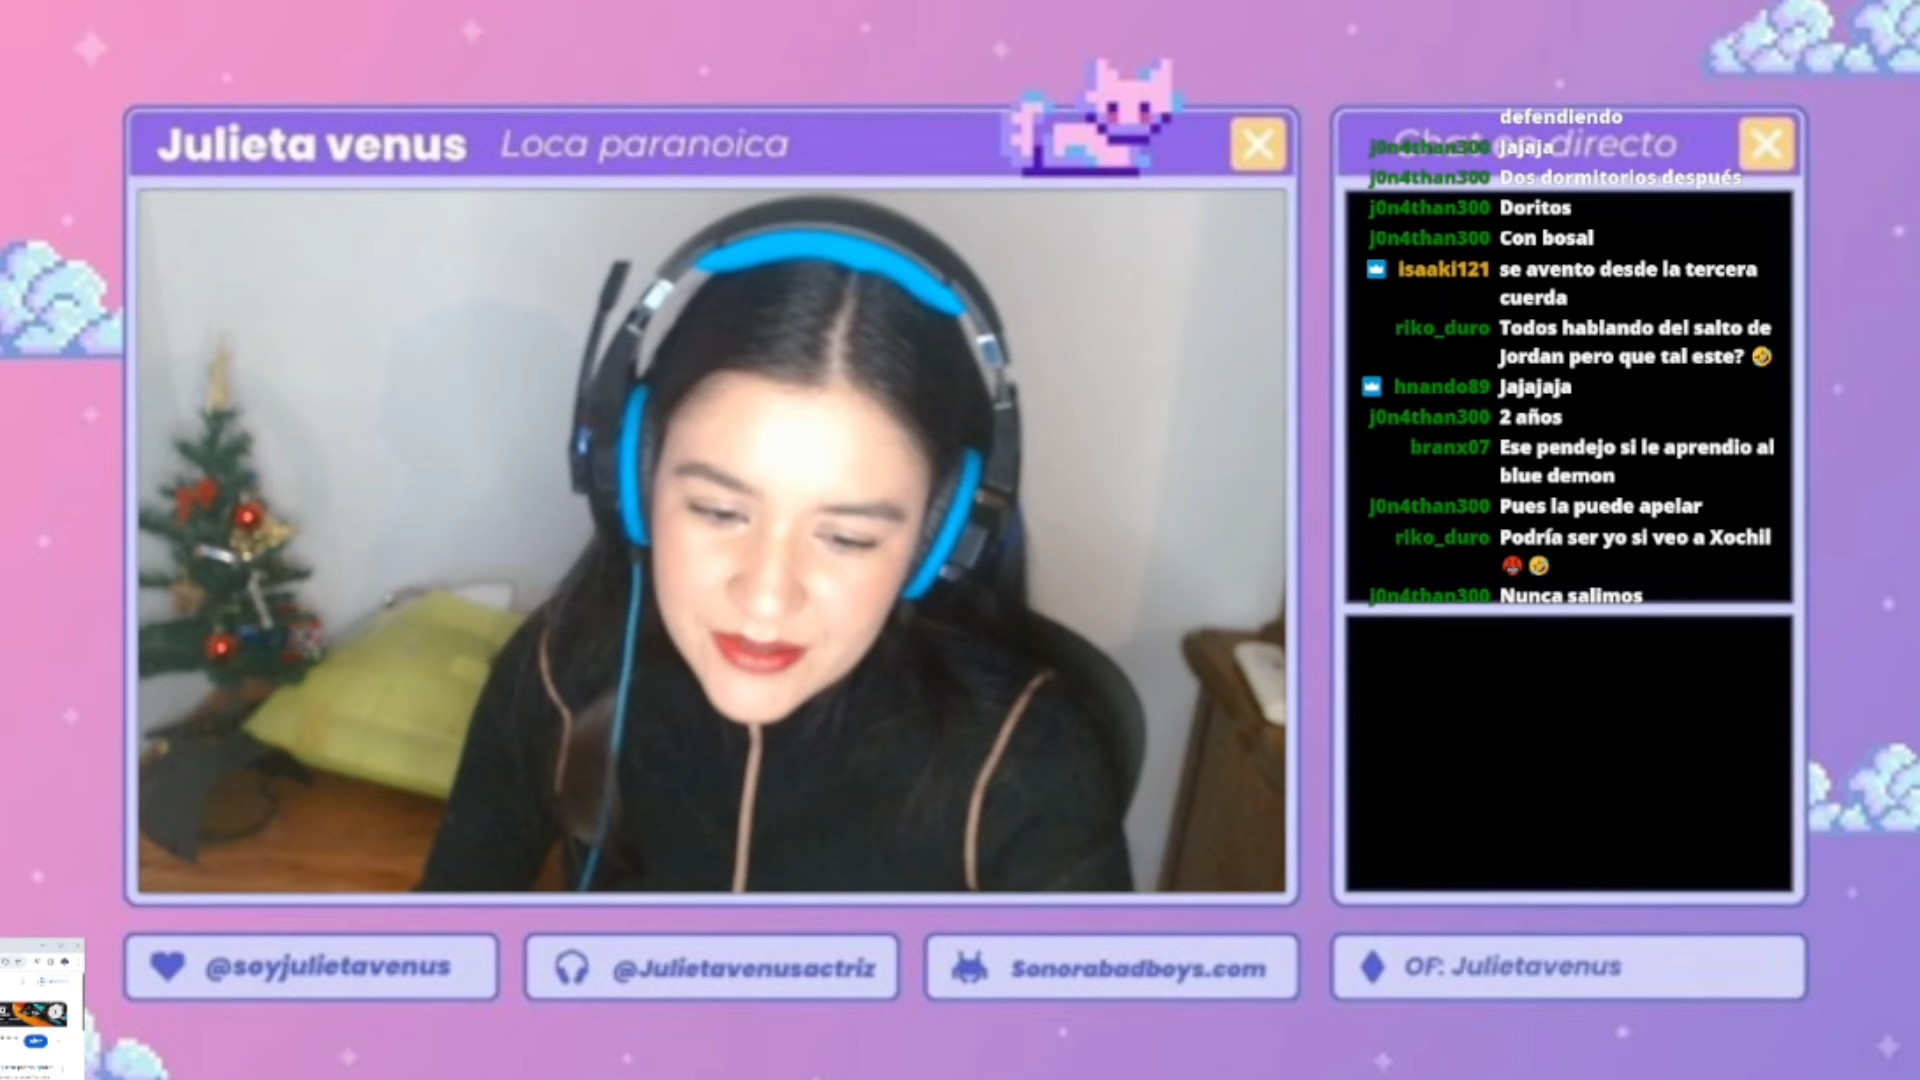 Julieta venus Loca paranoica
Chat en directo
defendiendo
j0n4than300 Jajaja
j0n4than300 Dos dormitorios después
j0n4than300 Doritos
j0n4than300 Con bosal
isaaki121 se avento desde la tercera
cuerda
riko_duro Todos hablando del salto de
Jordan pero que tal este? 🤣
hnando89 Jajajaja
j0n4than300 2 años
branx07 Ese pendejo si le aprendio al
blue demon
j0n4than300 Pues la puede apelar
riko_duro Podría ser yo si veo a Xochil
🤣
j0n4than300 Nunca salimos
@soyjulietavenus
@Julietavenusactriz
Sonorabadboys.com
OF: Julietavenus